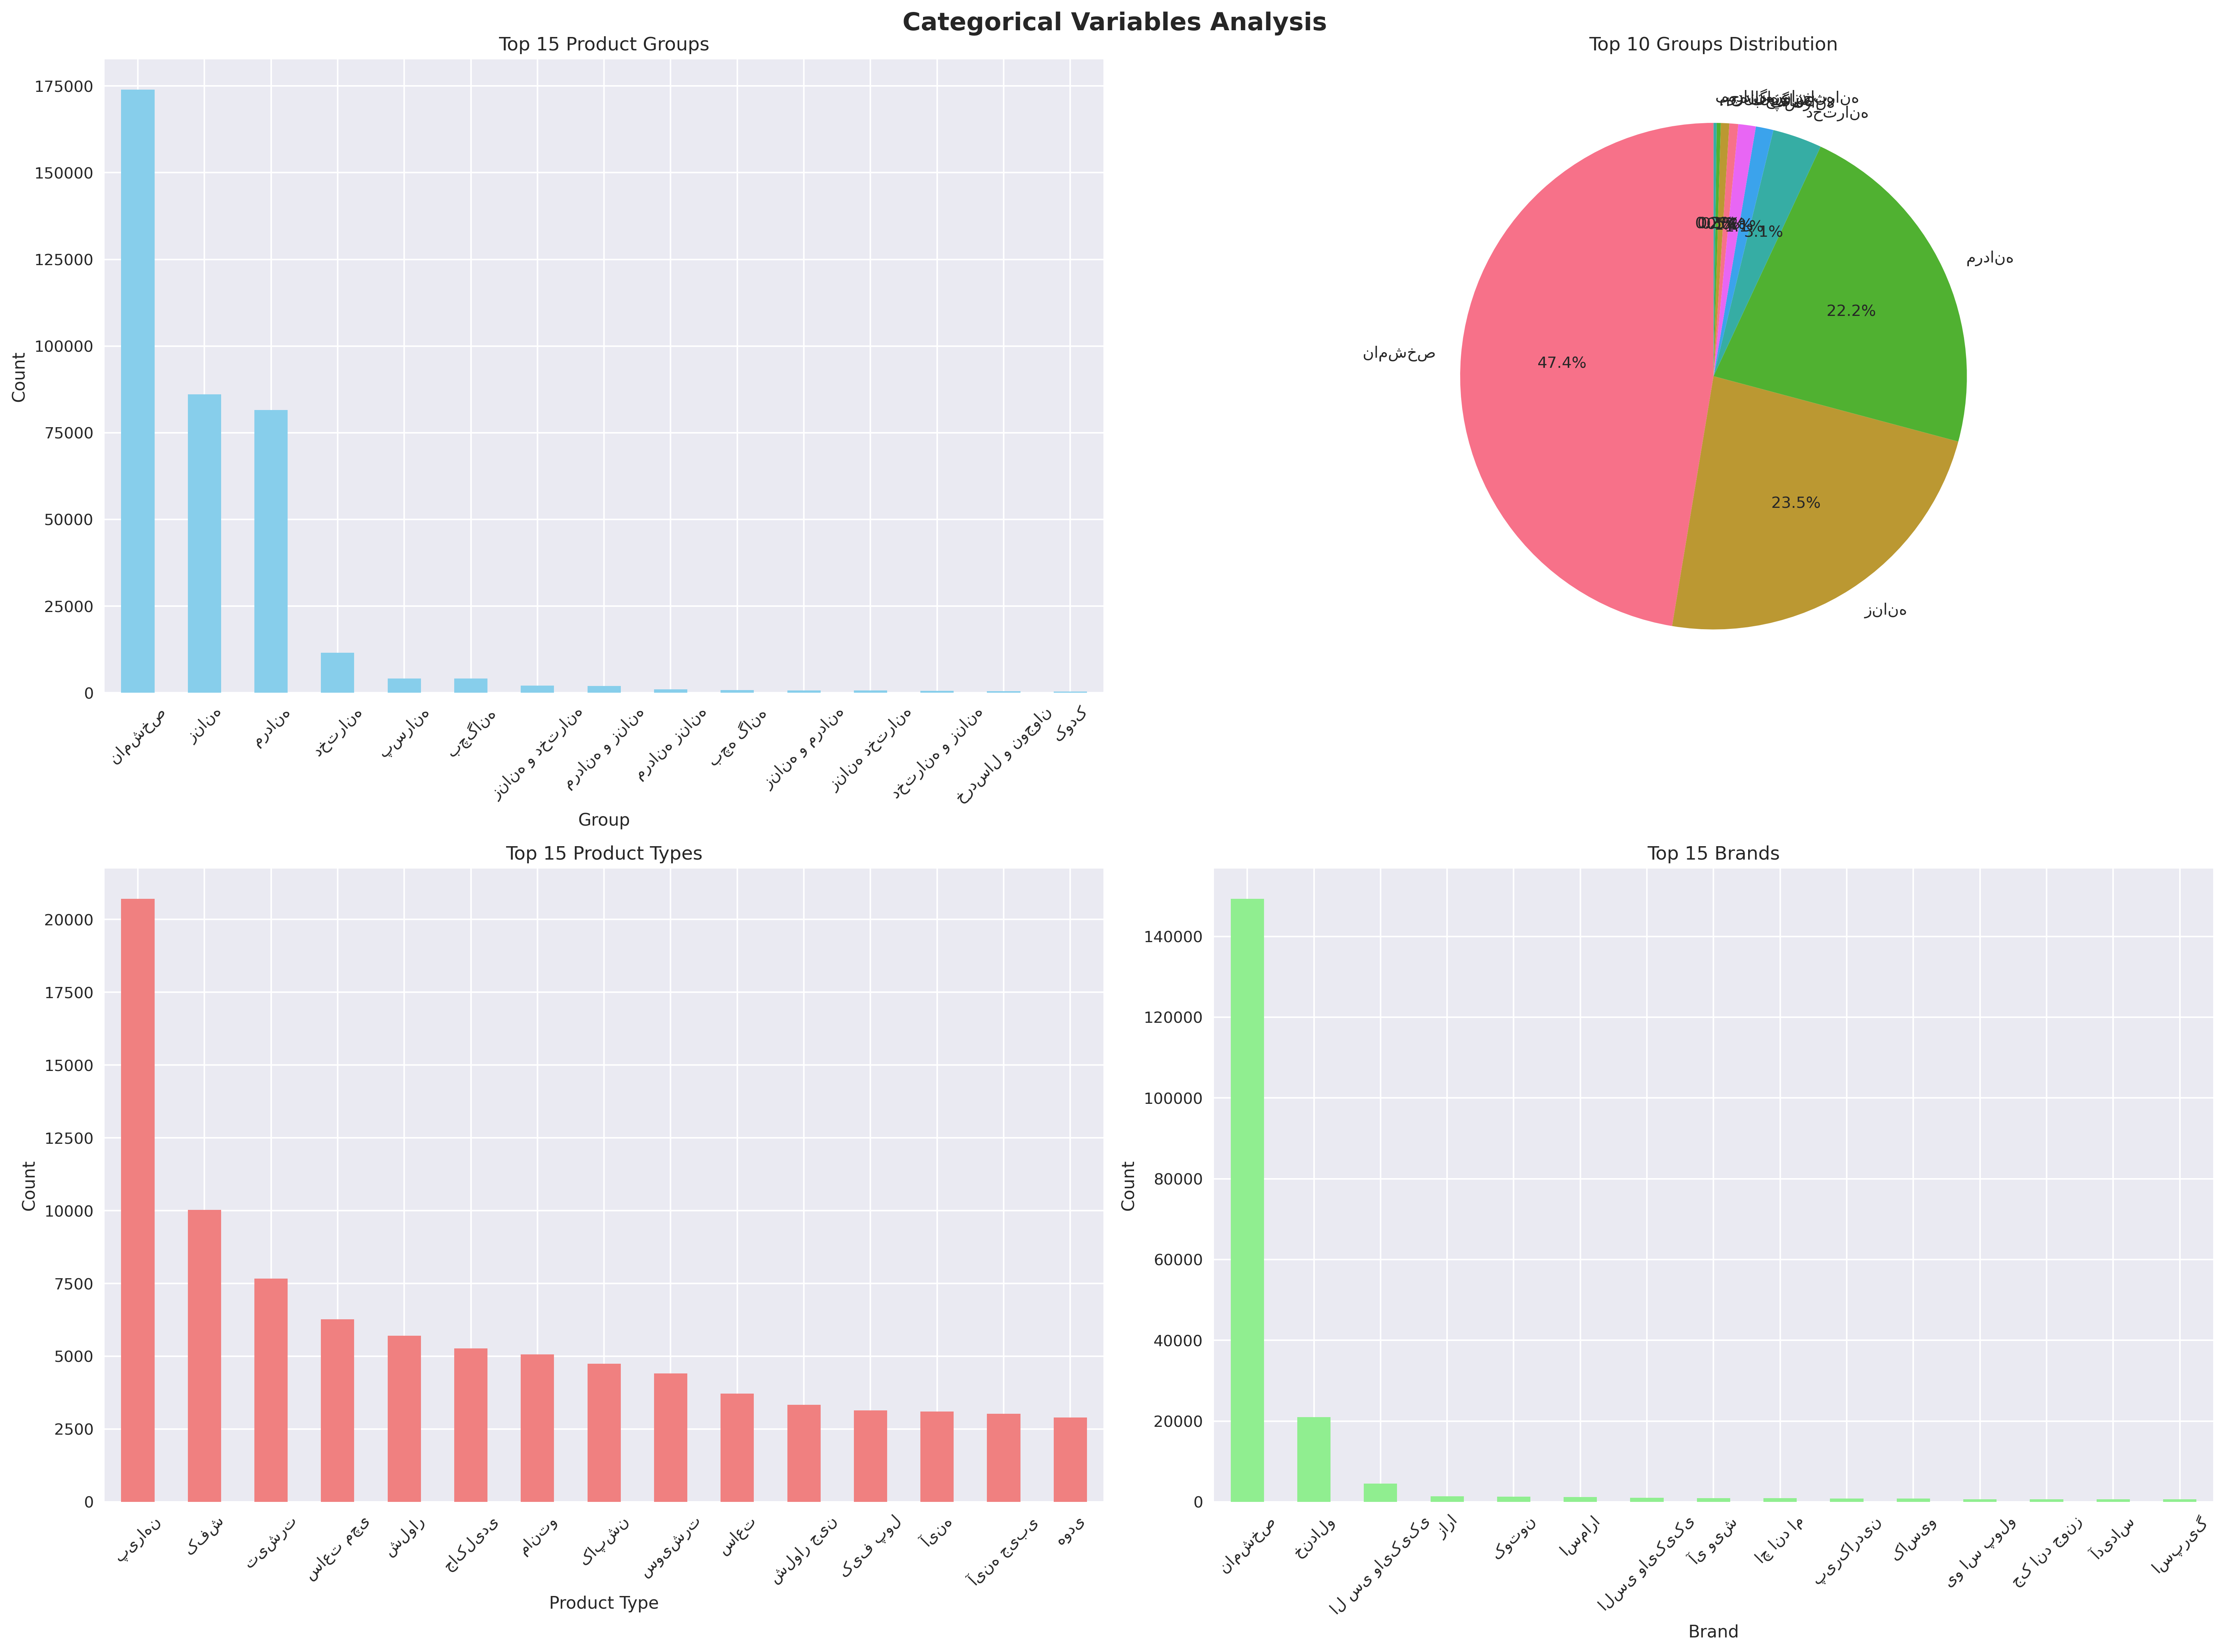 Categorical Variables Analysis
Top 15 Product Groups
175000
150000
125000
100000
75000
50000
25000
0
Count
نامشخص
زنانه
مردانه
دخترانه
پسرانه
بچگانه
زنانه و دخترانه
مردانه و زنانه
مردانه زنانه
بچه گانه
زنانه و مردانه
زنانه دخترانه
دخترانه و زنانه
خردسال و نوجوان
کودک
Group
Top 10 Groups Distribution
دخترانه
مردانه
نامشخص
زنانه
3.1%
22.2%
47.4%
23.5%
Top 15 Product Types
20000
17500
15000
12500
10000
7500
5000
2500
0
Count
پیراهن
کفش
تیشرت
ساعت مچی
شلوار
جاکلیدی
مانتو
کاپشن
سویشرت
ساعت
شلوار جین
کیف پول
آینه
آینه جیبی
هودی
Product Type
Top 15 Brands
140000
120000
100000
80000
60000
40000
20000
0
Count
نامشخص
خندالو
ال سی وایکیکی
زارا
کوتون
اسمارا
السی وایکیکی
اچ اند ام
پیرکاردین
کاسیو
یو اس پولو
جک اند جونز
آدیداس
اسپریگ
Brand